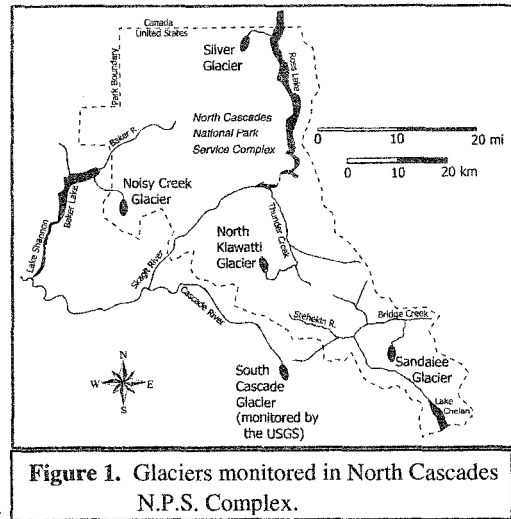 Canada
United States
Silver
Glacier
Park Boundary
Ross Lake
Baker R.
North Cascades
National Park
Service Complex
10 20 mi
10 20 km
Noisy Creek
Glacier
Baker Lake
Lake Shannon
Thunder Creek
North
Klawatti
Glacier
Skagit River
Cascade River
Stehekin R.
Bridge Creek
Sandalee
Glacier
N
W E
S
South
Cascade
Glacier
(monitored by
the USGS)
Lake
Chelan
Figure 1. Glaciers monitored in North Cascades
N.P.S. Complex.